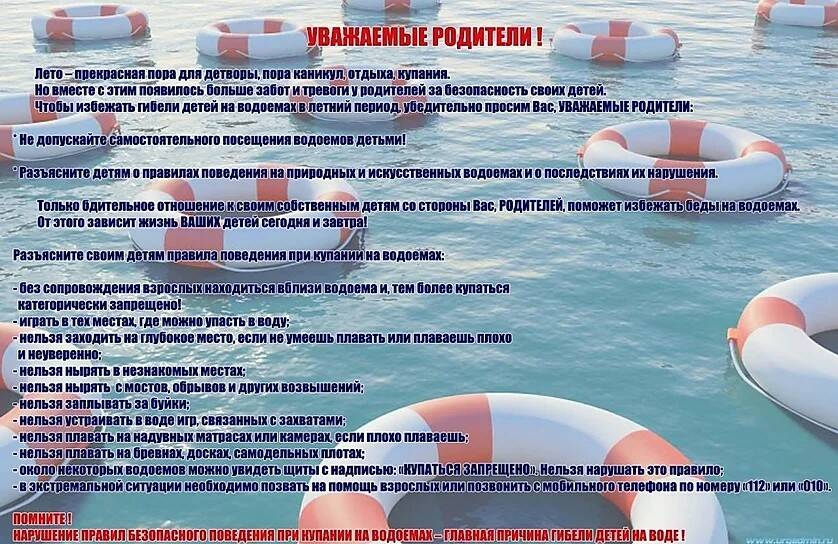 УВАЖАЕМЫЕ РОДИТЕЛИ !
Лето – прекрасная пора для детворы, пора каникул, отдыха, купания.
Но вместе с этим появилось больше забот и тревоги у родителей за безопасность своих детей.
Чтобы избежать гибели детей на водоемах в летний период, убедительно просим Вас, УВАЖАЕМЫЕ РОДИТЕЛИ:
* Не допускайте самостоятельного посещения водоемов детьми!
* Разъясните детям о правилах поведения на природных и искусственных водоемах и о последствиях их нарушения.
Только бдительное отношение к своим собственным детям со стороны Вас, РОДИТЕЛЕЙ, поможет избежать беды на водоемах.
От этого зависит жизнь ВАШИХ детей сегодня и завтра!
Разъясните своим детям правила поведения при купании на водоемах:
- без сопровождения взрослых находиться вблизи водоема и, тем более купаться
категорически запрещено!
- играть в тех местах, где можно упасть в воду;
- нельзя заходить на глубокое место, если не умеешь плавать или плаваешь плохо
и неуверенно;
- нельзя нырять в незнакомых местах;
- нельзя нырять с мостов, обрывов и других возвышений;
- нельзя заплывать за буйки;
- нельзя устраивать в воде игр, связанных с захватами;
- нельзя плавать на надувных матрасах или камерах, если плохо плаваешь;
- нельзя плавать на бревнах, досках, самодельных плотах;
- около некоторых водоемов можно увидеть щиты с надписью: «КУПАТЬСЯ ЗАПРЕЩЕНО». Нельзя нарушать это правило;
- в экстремальной ситуации необходимо позвать на помощь взрослых или позвонить с мобильного телефона по номеру «112» или «010».
ПОМНИТЕ !
НАРУШЕНИЕ ПРАВИЛ БЕЗОПАСНОГО ПОВЕДЕНИЯ ПРИ КУПАНИИ НА ВОДОЕМАХ – ГЛАВНАЯ ПРИЧИНА ГИБЕЛИ ДЕТЕЙ НА ВОДЕ !